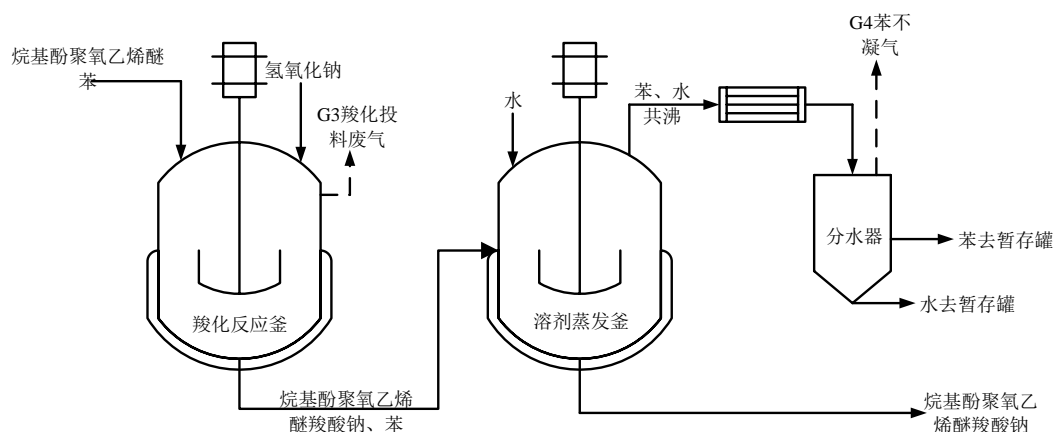 烷基酚聚氧乙烯醚
苯
氢氧化钠
G3羧化投
料废气
羧化反应釜
烷基酚聚氧乙烯
醚羧酸钠、苯
水
苯、水
共沸
溶剂蒸发釜
G4苯不
凝气
分水器
苯去暂存罐
水去暂存罐
烷基酚聚氧乙
烯醚羧酸钠